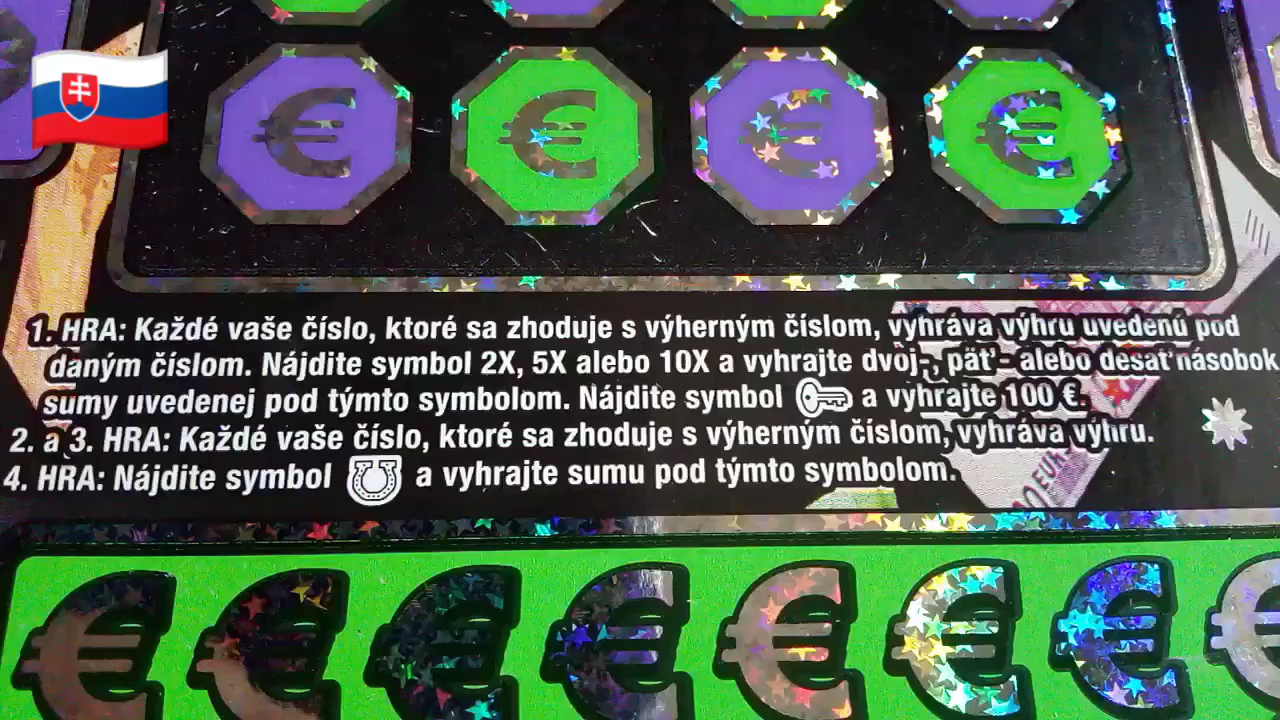 € € € €
1. HRA: Každé vaše číslo, ktoré sa zhoduje s výherným číslom, vyhráva výhru uvedenú pod
daným číslom. Nájdite symbol 2X, 5X alebo 10X a vyhrajte dvoj-, päť- alebo desaťnásobok
sumy uvedenej pod týmto symbolom. Nájdite symbol a vyhrajte 100 €.
2. a 3. HRA: Každé vaše číslo, ktoré sa zhoduje s výherným číslom, vyhráva výhru.
4. HRA: Nájdite symbol a vyhrajte sumu pod týmto symbolom.
€ € € € € € € €